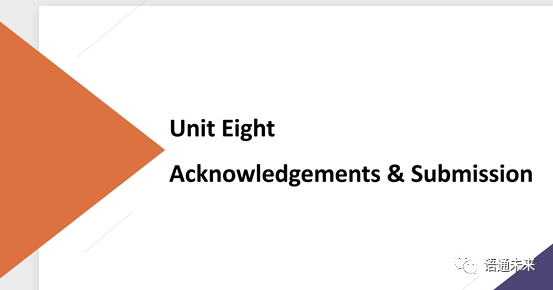 Unit Eight
Acknowledgements & Submission
语通未来